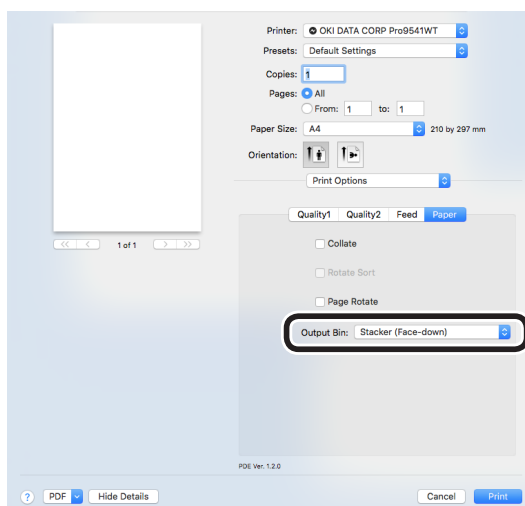 Printer: OKI DATA CORP Pro9541WT
Presets: Default Settings
Copies: 1
Pages: All
From: 1 to: 1
Paper Size: A4 210 by 297 mm
Orientation:
Print Options
Quality1 Quality2 Feed Paper
<< < 1 of 1 > >>
Collate
Rotate Sort
Page Rotate
Output Bin: Stacker (Face-down)
PDE Ver. 1.2.0
? PDF Hide Details Cancel Print